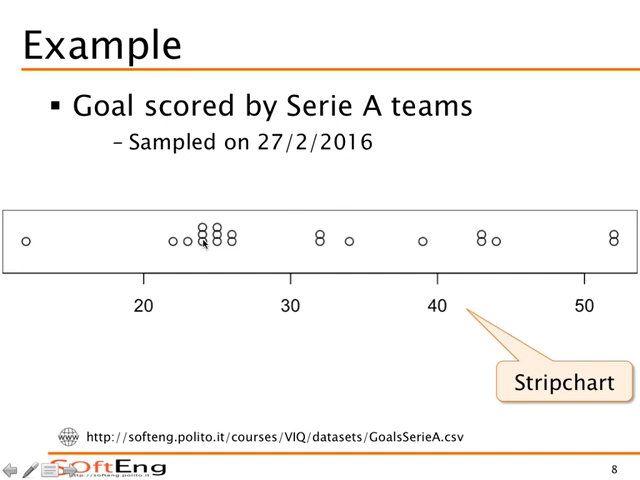 Example
▪ Goal scored by Serie A teams
– Sampled on 27/2/2016
20 30 40 50
Stripchart
http://softeng.polito.it/courses/VIQ/datasets/GoalsSerieA.csv
SOftEng
http://softeng.polito.it
8